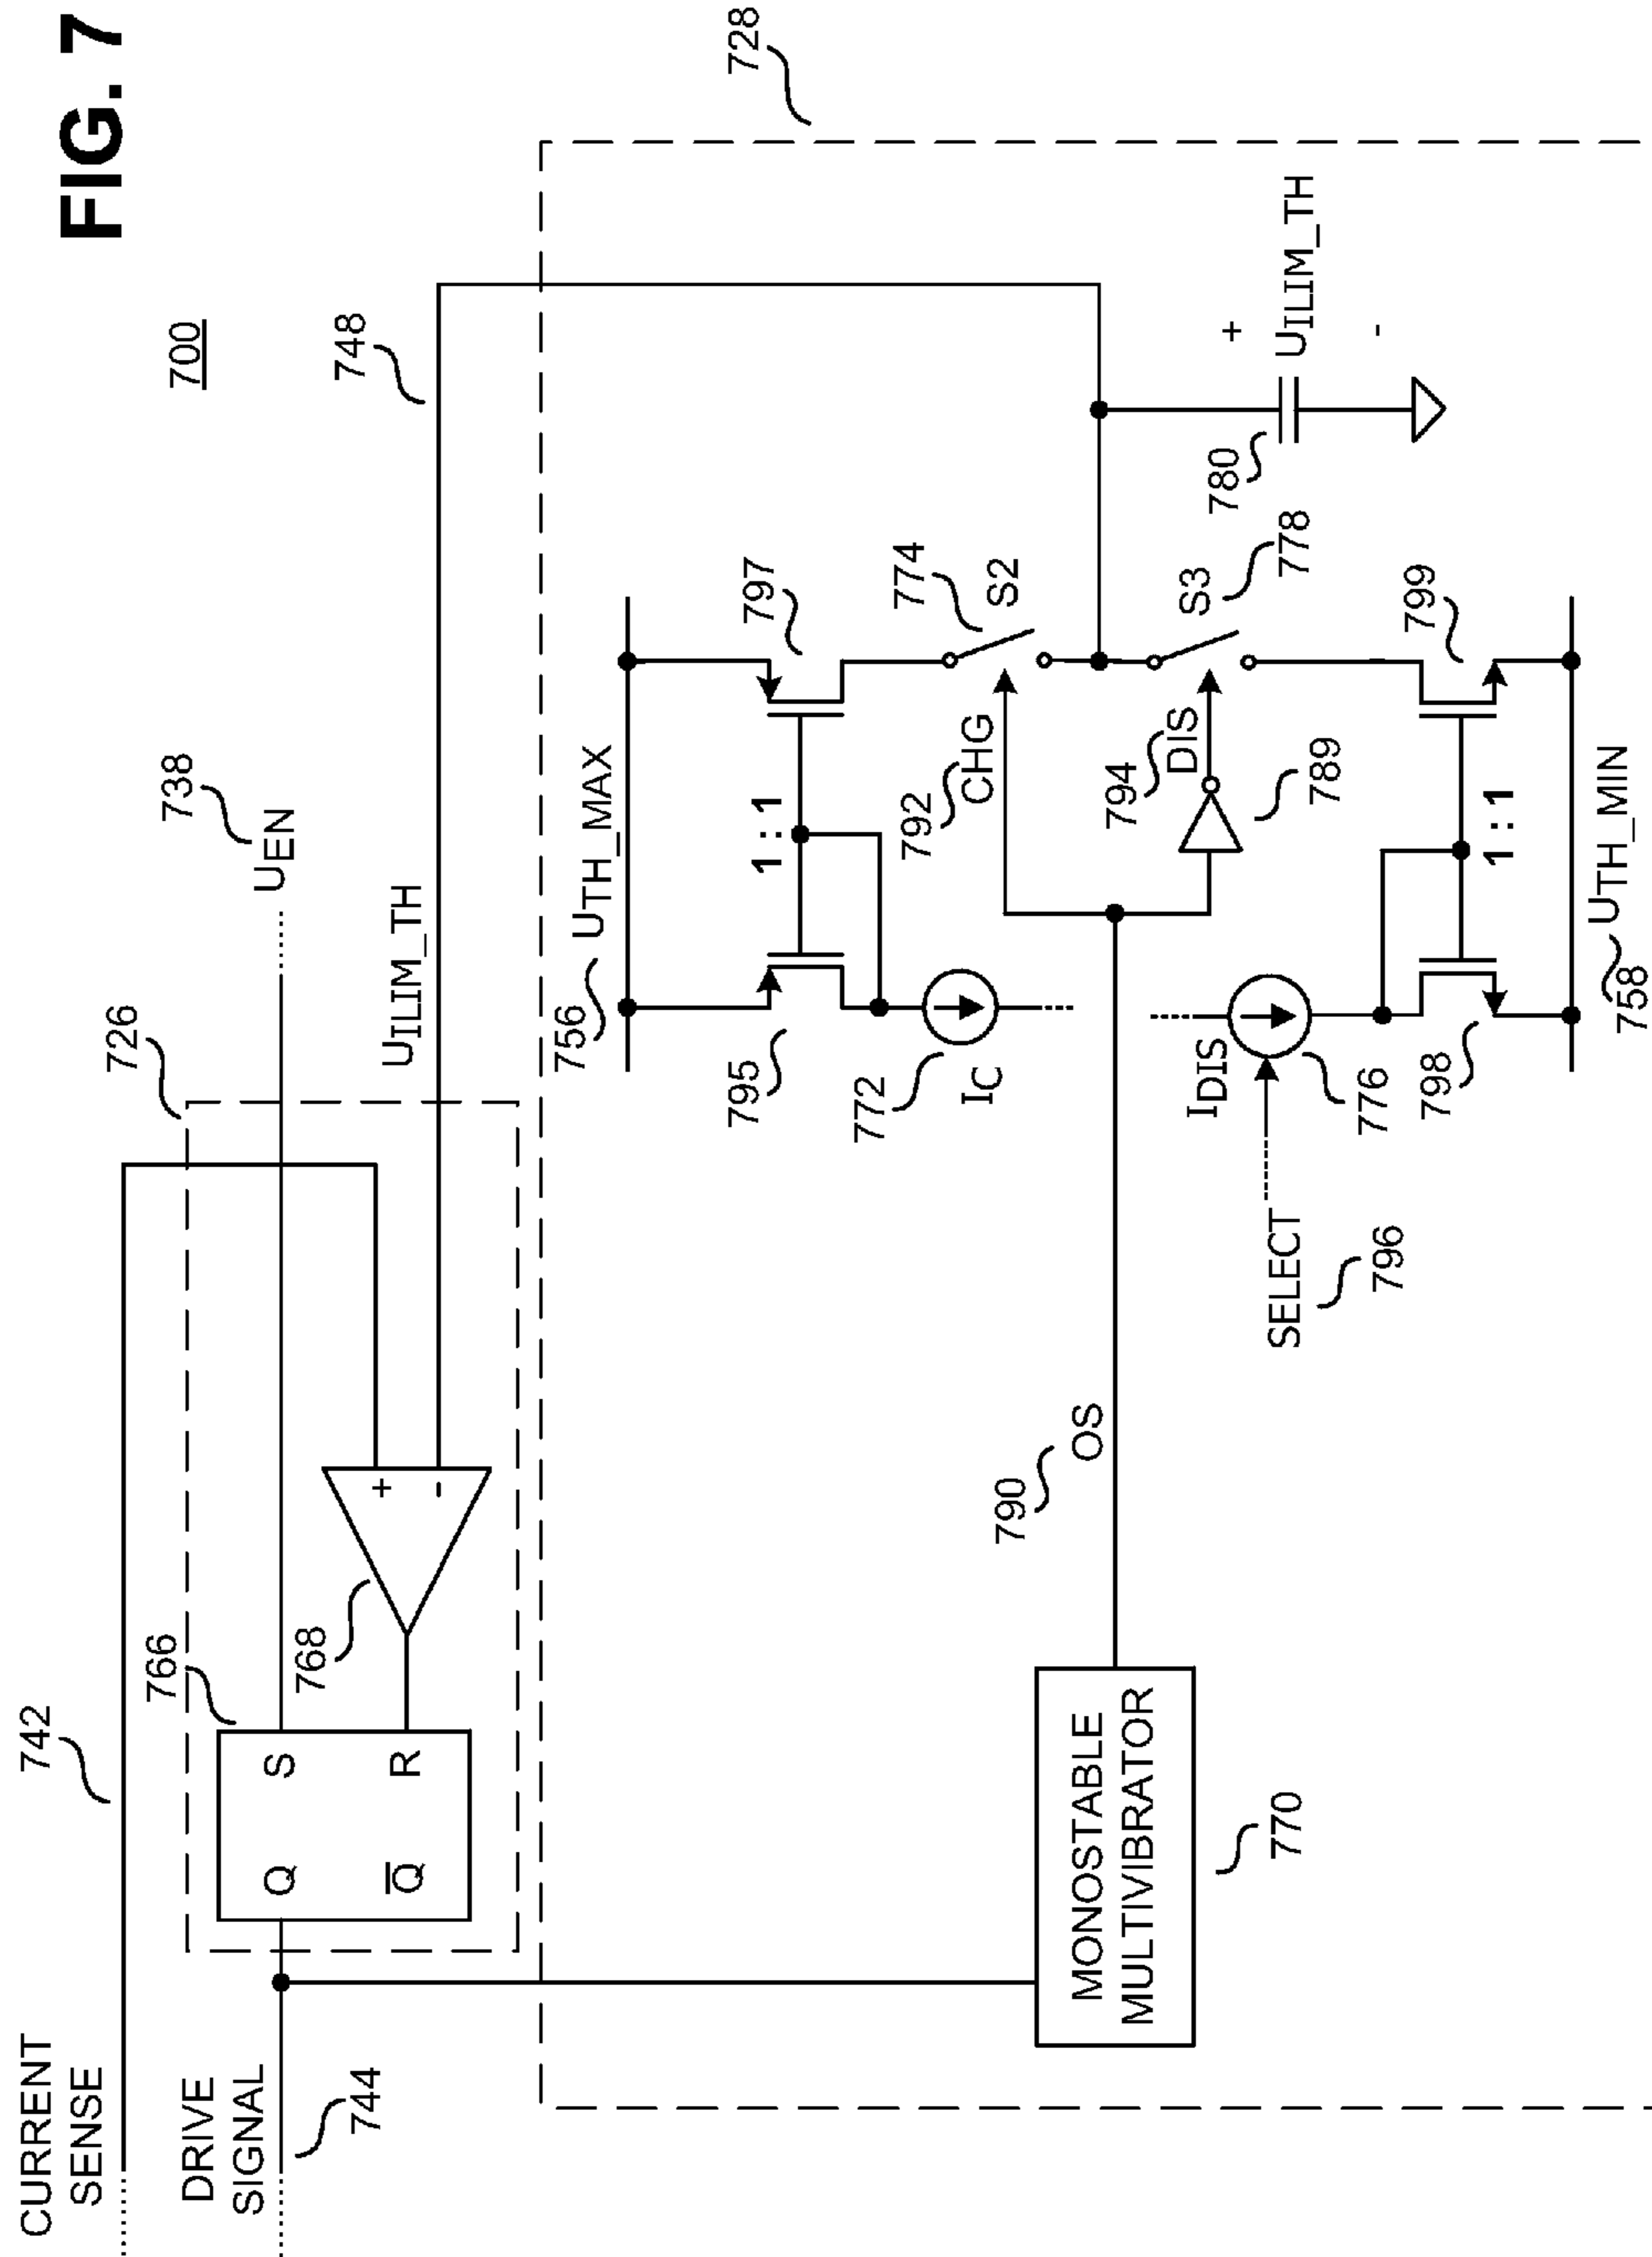 FIG. 7
700
CURRENT
SENSE
742
DRIVE
SIGNAL
744
766
Q
S
Q
R
768
+
-
726
738
UEN
UILIM_TH
748
728
756
UTH_MAX
795
1:1
797
772
IC
774
S2
792
CHG
794
DIS
789
S3
778
780
+
UILIM_TH
-
790
OS
MONOSTABLE
MULTIVIBRATOR
770
SELECT
796
IDIS
776
798
1:1
799
758
UTH_MIN